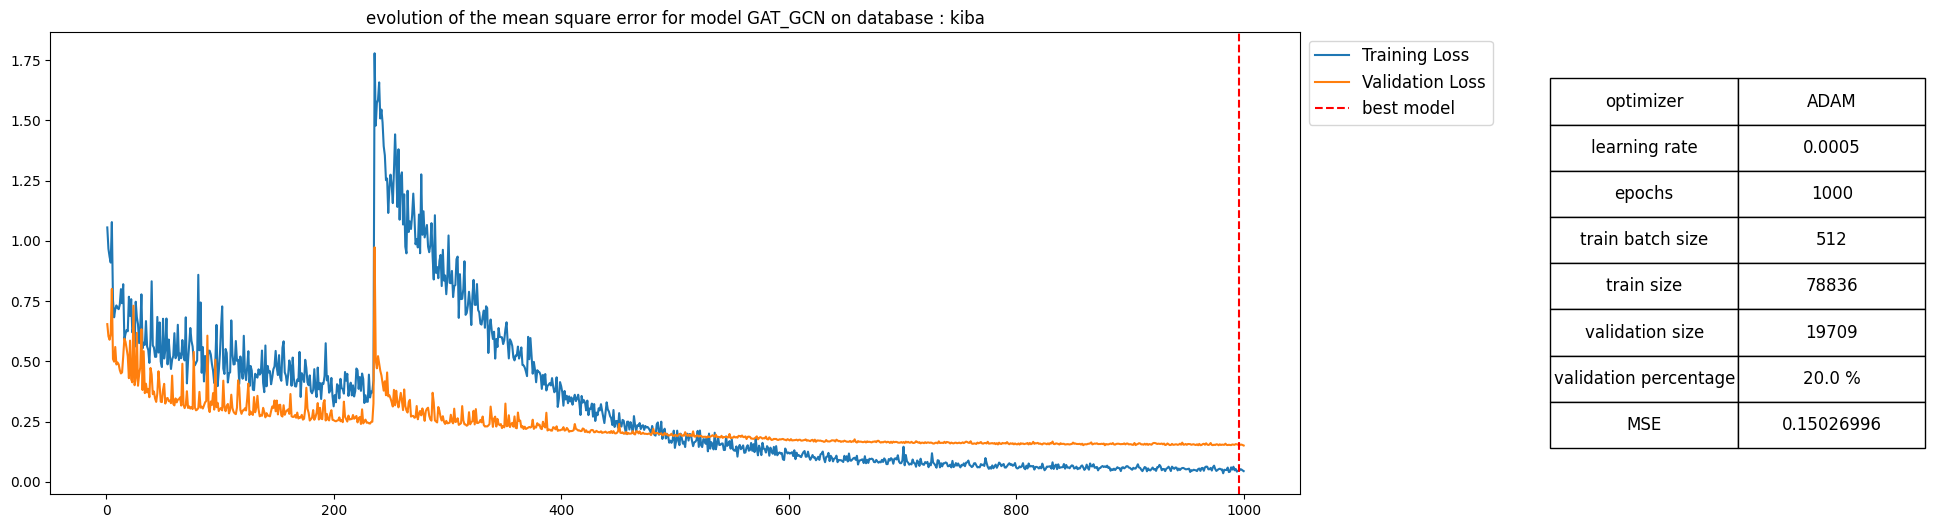 evolution of the mean square error for model GAT_GCN on database : kiba
1.75
1.50
1.25
1.00
0.75
0.50
0.25
0.00
0 200 400 600 800 1000
Training Loss
Validation Loss
best model
optimizer ADAM
learning rate 0.0005
epochs 1000
train batch size 512
train size 78836
validation size 19709
validation percentage 20.0 %
MSE 0.15026996